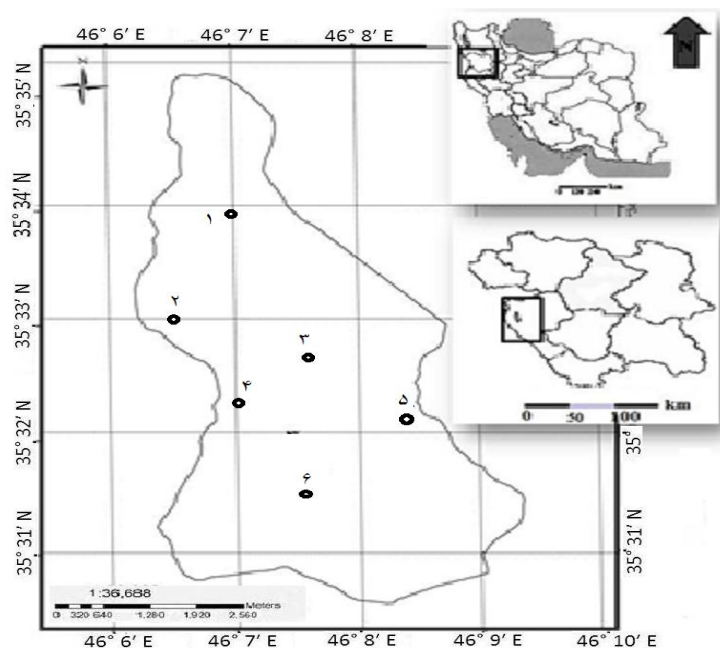 46° 6′ E 46° 7′ E 46° 8′ E
N
35° 35′ N
35° 34′ N
35° 33′ N
35° 32′ N
35° 31′ N
۱
۲
۳
۴
۵
۶
km
0 50 100
km
35°
35° 31′ N
1:36,688
0 320 640 1,280 1,920 2,560
Meters
46° 6′ E 46° 7′ E 46° 8′ E 46° 9′ E 46° 10′ E